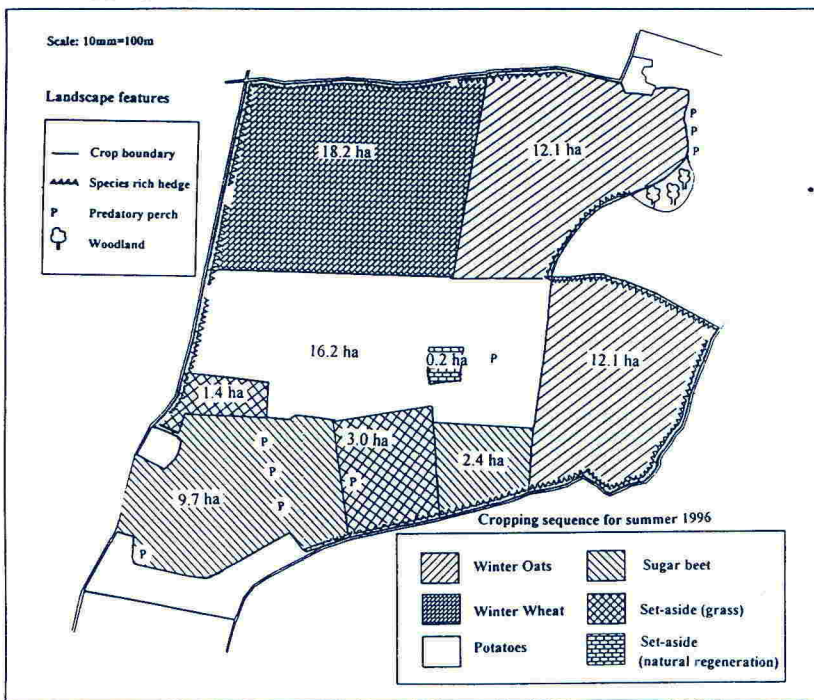 Scale: 10mm=100m
Landscape features
Crop boundary
Species rich hedge
P Predatory perch
Woodland
18.2 ha
12.1 ha
P
P
P
16.2 ha
0.2 ha
P
12.1 ha
1.4 ha
3.0 ha
2.4 ha
9.7 ha
P
P
P
P
P
Cropping sequence for summer 1996
Winter Oats
Sugar beet
Winter Wheat
Set-aside (grass)
Potatoes
Set-aside
(natural regeneration)